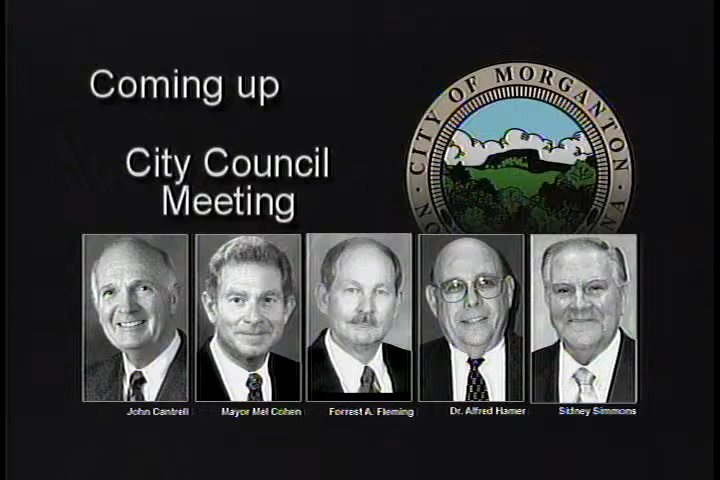 Coming up
City Council
Meeting
CITY OF MORGANTON
John Cantrell
Mayor Mel Cohen
Forrest A. Fleming
Dr. Alfred Hamer
Sidney Simmons